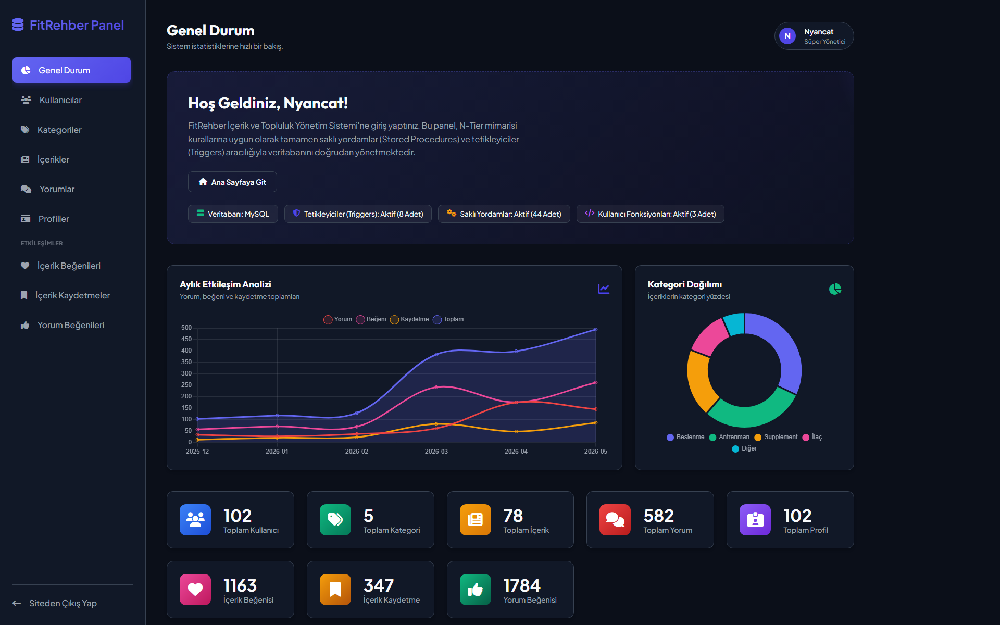 FitRehber Panel
Genel Durum
Kullanıcılar
Kategoriler
İçerikler
Yorumlar
Profiller
ETKİLEŞİMLER
İçerik Beğenileri
İçerik Kaydetmeler
Yorum Beğenileri
Siteden Çıkış Yap
Genel Durum
Sistem istatistiklerine hızlı bir bakış.
N
Nyancat
Süper Yönetici
Hoş Geldiniz, Nyancat!
FitRehber İçerik ve Topluluk Yönetim Sistemi'ne giriş yaptınız. Bu panel, N-Tier mimarisi
kurallarına uygun olarak tamamen saklı yordamlar (Stored Procedures) ve tetikleyiciler
(Triggers) aracılığıyla veritabanını doğrudan yönetmektedir.
Ana Sayfaya Git
Veritabanı: MySQL
Tetikleyiciler (Triggers): Aktif (8 Adet)
Saklı Yordamlar: Aktif (44 Adet)
Kullanıcı Fonksiyonları: Aktif (3 Adet)
Aylık Etkileşim Analizi
Yorum, beğeni ve kaydetme toplamları
Yorum Beğeni Kaydetme Toplam
500
450
400
350
300
250
200
150
100
50
0
2025-12 2026-01 2026-02 2026-03 2026-04 2026-05
Kategori Dağılımı
İçeriklerin kategori yüzdesi
Beslenme Antrenman Supplement İlaç
Diğer
102
Toplam Kullanıcı
5
Toplam Kategori
78
Toplam İçerik
582
Toplam Yorum
102
Toplam Profil
1163
İçerik Beğenisi
347
İçerik Kaydetme
1784
Yorum Beğenisi